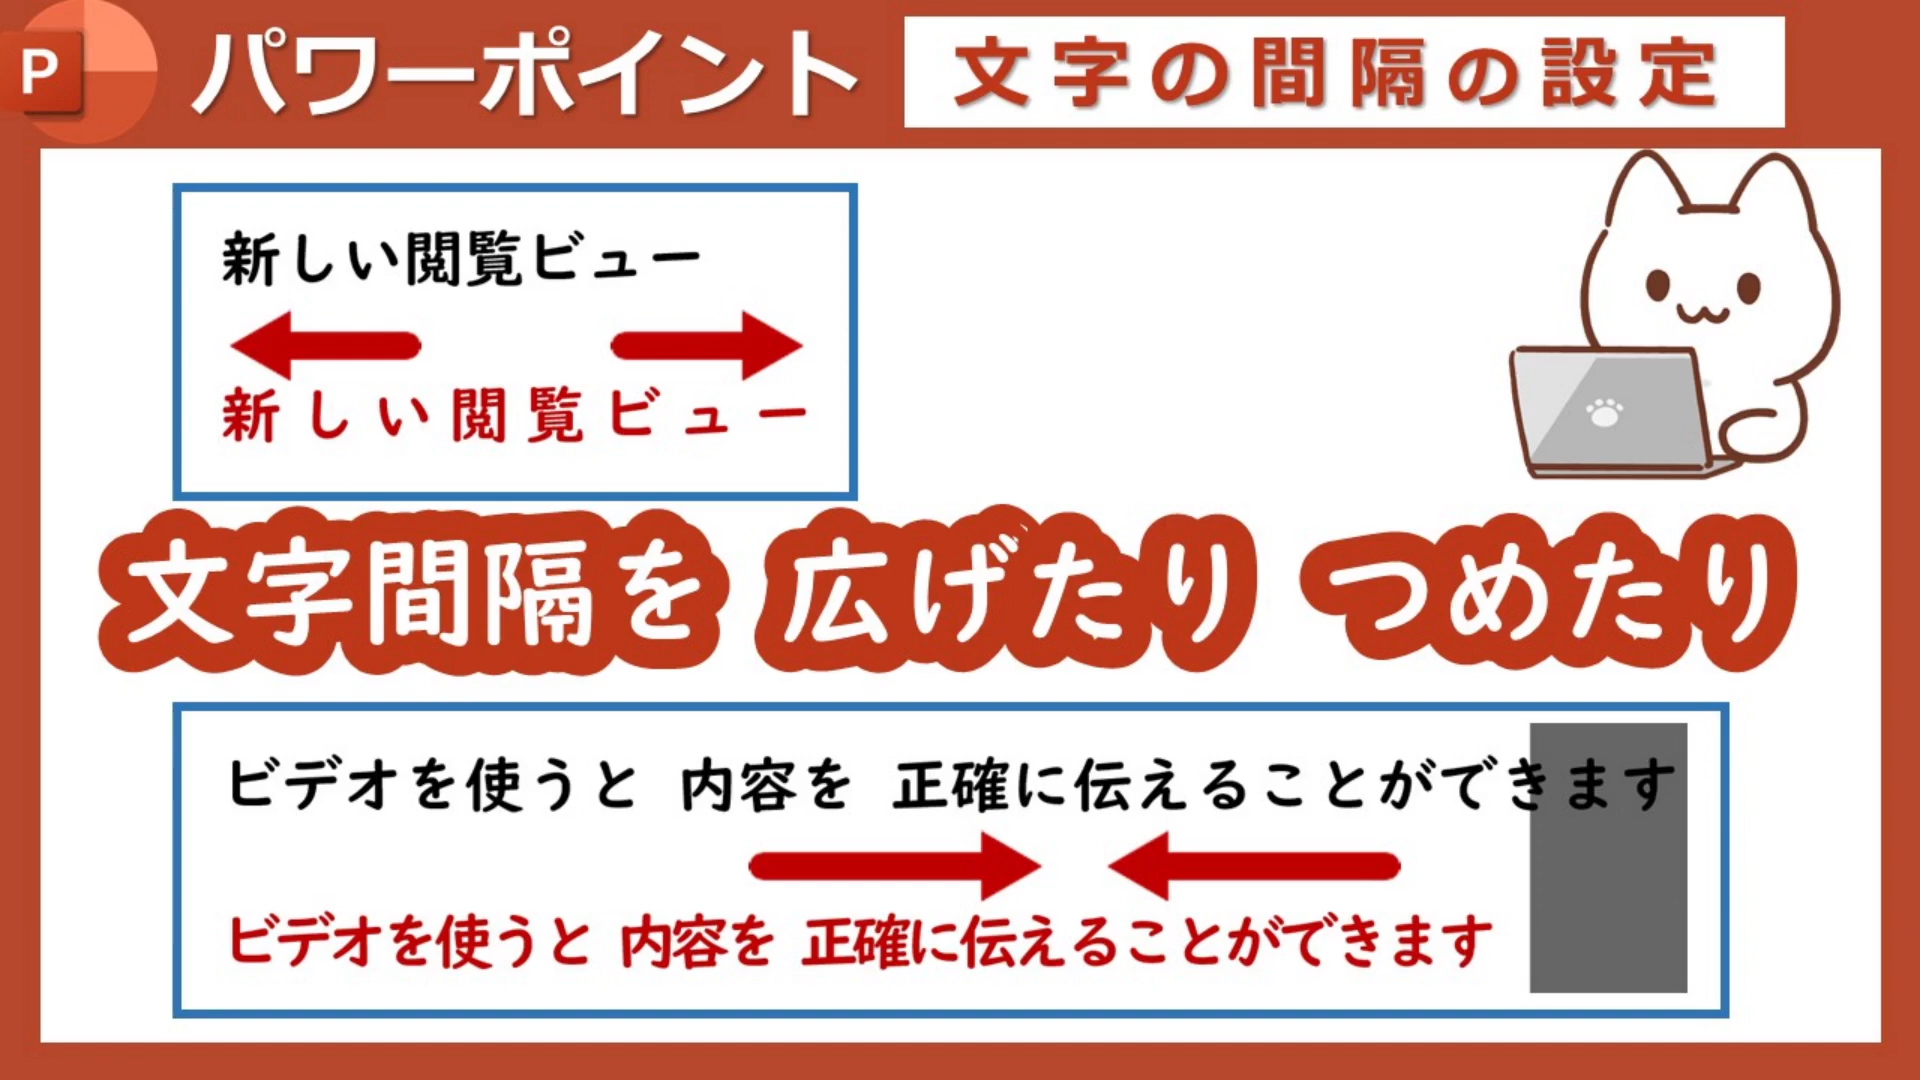 P パワーポイント 文字の間隔の設定
新しい閲覧ビュー
新しい閲覧ビュー
文字間隔を 広げたり つめたり
ビデオを使うと 内容を 正確に伝えることができます
ビデオを使うと 内容を 正確に伝えることができます